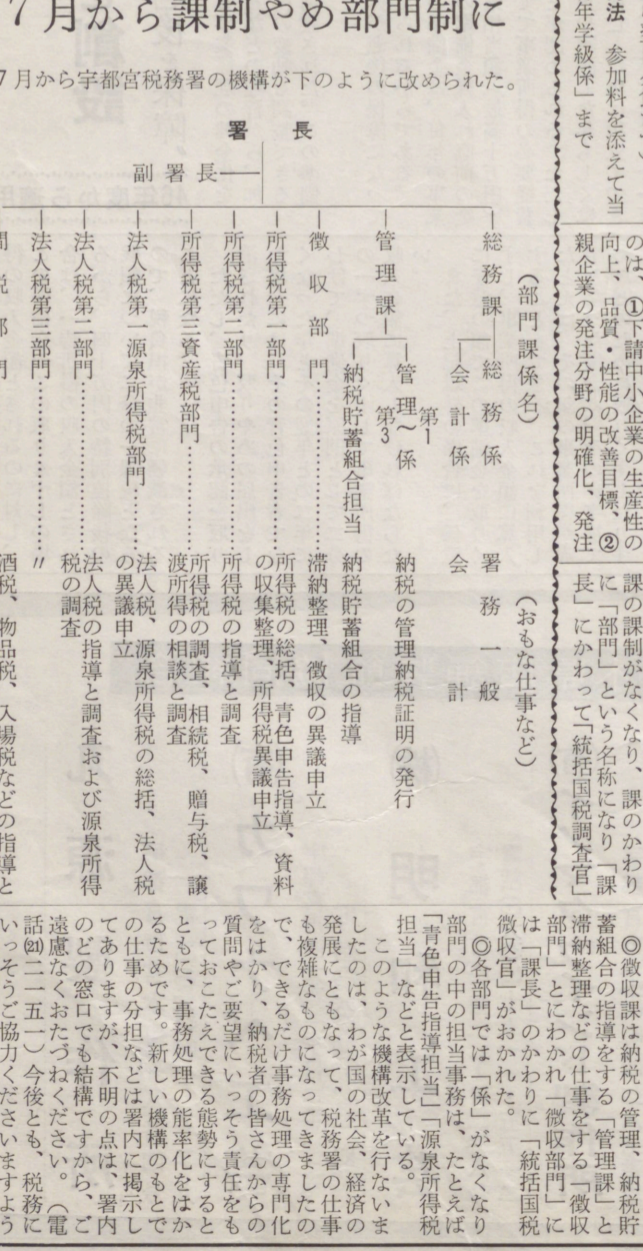 7月から課制やめ部門制に
7月から宇都宮税務署の機構が下のように改められた。
署長
副署長
(部門課係名)
(おもな仕事など)
総務課
総務係
署務一般
会計係
会計
管理課
管理第1~第3係
納税の管理納税証明の発行
納税貯蓄組合担当
納税貯蓄組合の指導
徴収部門
滞納整理、徴収の異議申立
所得税第一部門
所得税の総括、青色申告指導、資料
の収集整理、所得税異議申立
所得税第二部門
所得税の指導と調査
所得税第三資産税部門
所得税の調査、相続税、贈与税、譲
渡所得の相談と調査
法人税第一源泉所得税部門
法人税、源泉所得税の総括、法人税
の異議申立
法人税第二部門
法人税の指導と調査および源泉所得
税の調査
法人税第三部門
〃
間税部門
酒税、物品税、入場税などの指導と
法 参加料を添えて当
年学級係」まで
のは、①下請中小企業の生産性の
向上、品質・性能の改善目標、②
親企業の発注分野の明確化、発注
課の課制がなくなり、課のかわり
に「部門」という名称になり「課
長」にかわって「統括国税調査官」
◎徴収課は納税の管理、納税貯
蓄組合の指導をする「管理課」と
滞納整理などの仕事をする「徴収
部門」とにわかれ「徴収部門」に
は「課長」のかわりに「統括国税
徴収官」がおかれた。
◎各部門では「係」がなくなり
部門の中の担当事務は、たとえば
「青色申告指導担当」「源泉所得税
担当」などと表示している。
このような機構改革を行ないま
したのは、わが国の社会、経済の
発展にともなって、税務署の仕事
も複雑なものになってきましたの
で、できるだけ事務処理の専門化
をはかり、納税者の皆さんからの
質問やご要望にいっそう責任をも
っておこたえできる態勢にすると
ともに、事務処理の能率化をはか
るためです。新しい機構のもとで
の仕事の分担などは署内に掲示し
てありますが、不明の点は、署内
のどの窓口でも結構ですから、ご
遠慮なくおたづねください。(電
話(21)二一五一)今後とも、税務に
いっそうご協力くださいますよう